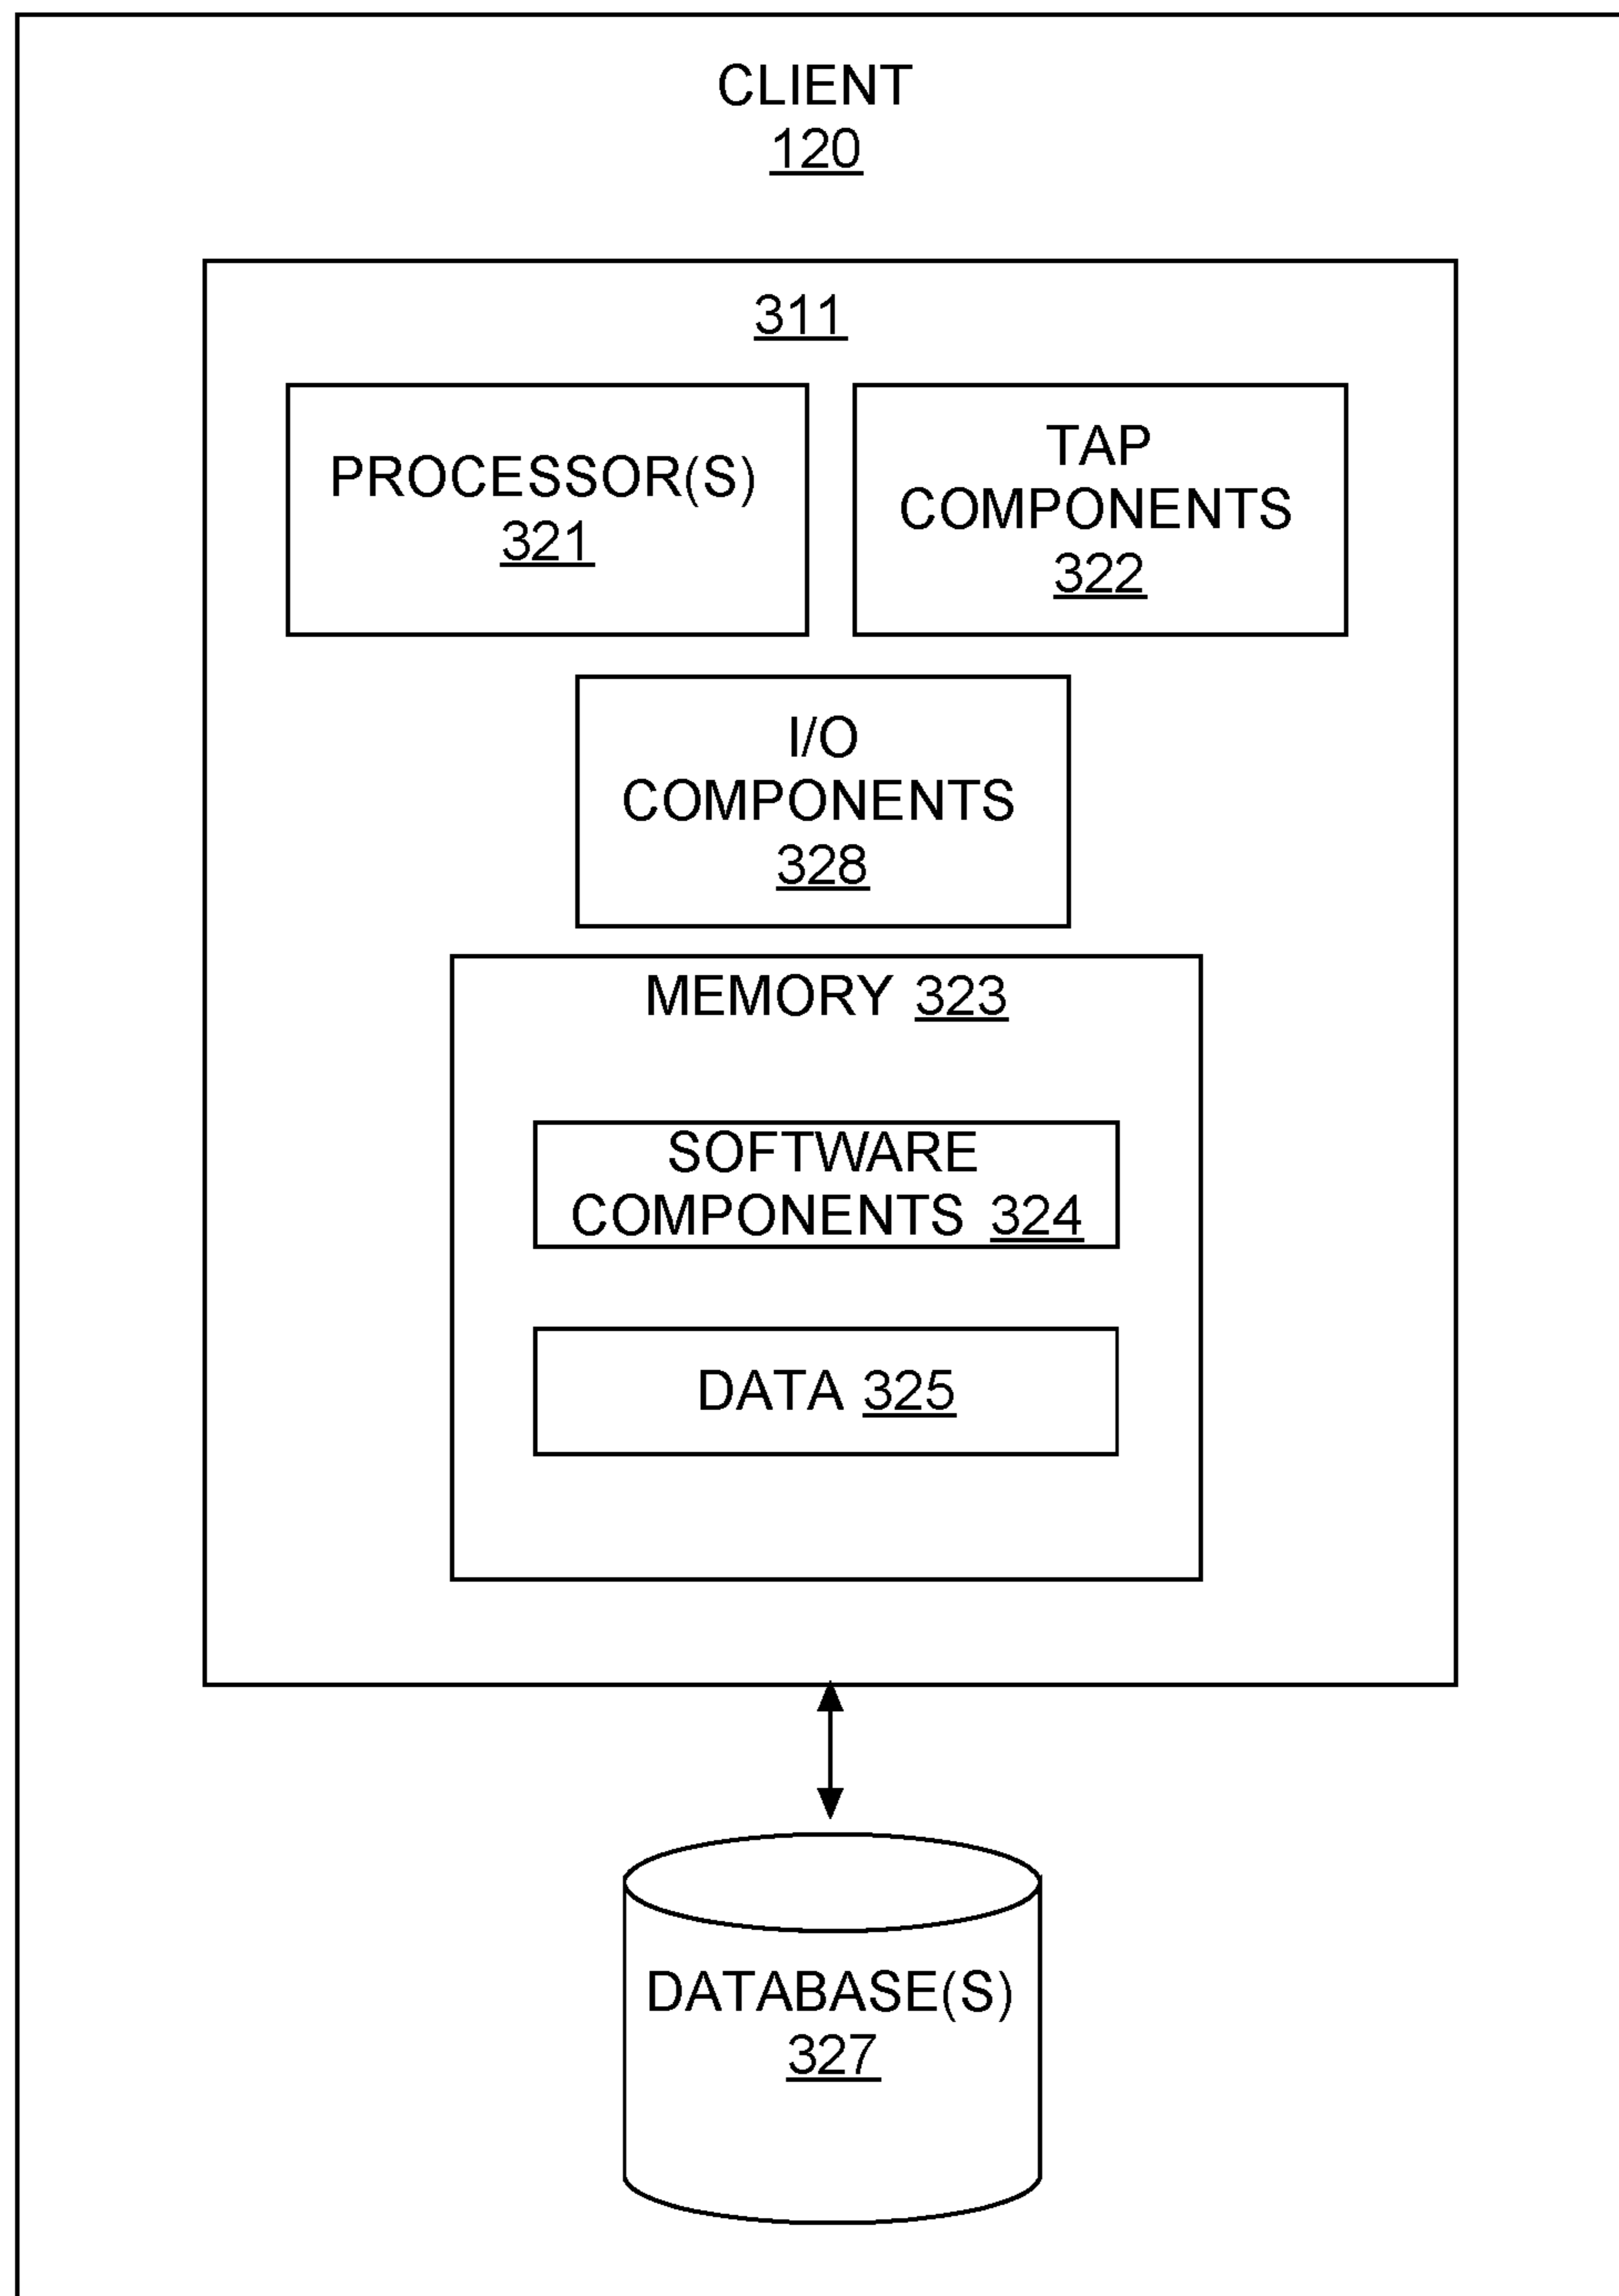 CLIENT
120
311
PROCESSOR(S)
321
TAP
COMPONENTS
322
I/O
COMPONENTS
328
MEMORY 323
SOFTWARE
COMPONENTS 324
DATA 325
DATABASE(S)
327